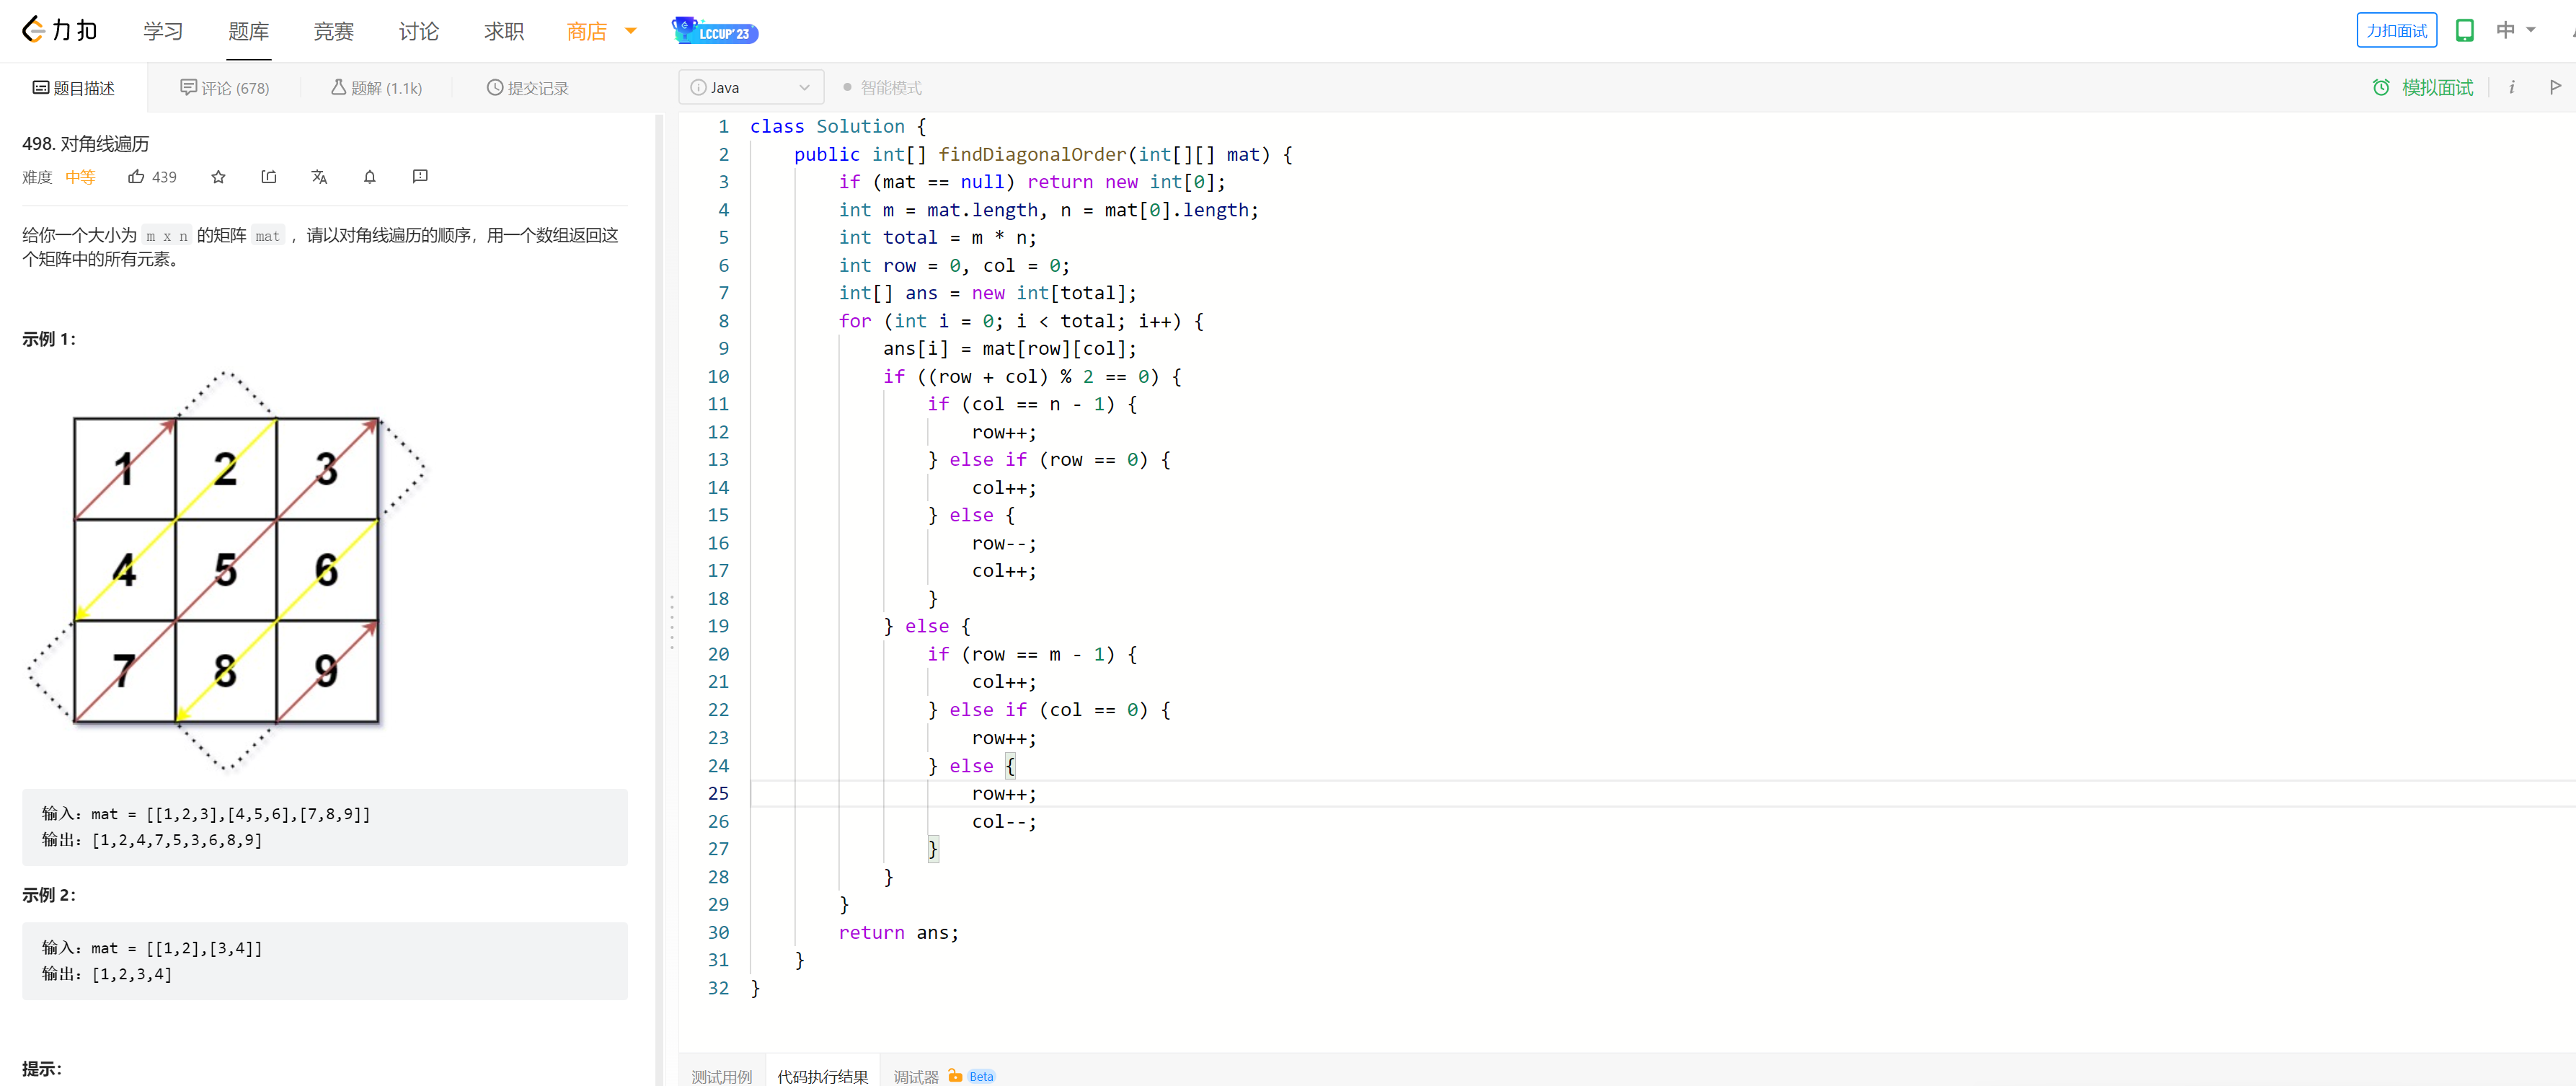 力扣 学习 题库 竞赛 讨论 求职 商店 LCCUP'23 力扣面试 中
题目描述 评论 (678) 题解 (1.1k) 提交记录
498. 对角线遍历
难度 中等 439
给你一个大小为 m x n 的矩阵 mat ，请以对角线遍历的顺序，用一个数组返回这
个矩阵中的所有元素。
示例 1：
1 2 3
4 5 6
7 8 9
输入：mat = [[1,2,3],[4,5,6],[7,8,9]]
输出：[1,2,4,7,5,3,6,8,9]
示例 2：
输入：mat = [[1,2],[3,4]]
输出：[1,2,3,4]
提示：
Java 智能模式 模拟面试 i
1 class Solution {
2     public int[] findDiagonalOrder(int[][] mat) {
3         if (mat == null) return new int[0];
4         int m = mat.length, n = mat[0].length;
5         int total = m * n;
6         int row = 0, col = 0;
7         int[] ans = new int[total];
8         for (int i = 0; i < total; i++) {
9             ans[i] = mat[row][col];
10             if ((row + col) % 2 == 0) {
11                 if (col == n - 1) {
12                     row++;
13                 } else if (row == 0) {
14                     col++;
15                 } else {
16                     row--;
17                     col++;
18                 }
19             } else {
20                 if (row == m - 1) {
21                     col++;
22                 } else if (col == 0) {
23                     row++;
24                 } else {
25                     row++;
26                     col--;
27                 }
28             }
29         }
30         return ans;
31     }
32 }
测试用例 代码执行结果 调试器 Beta